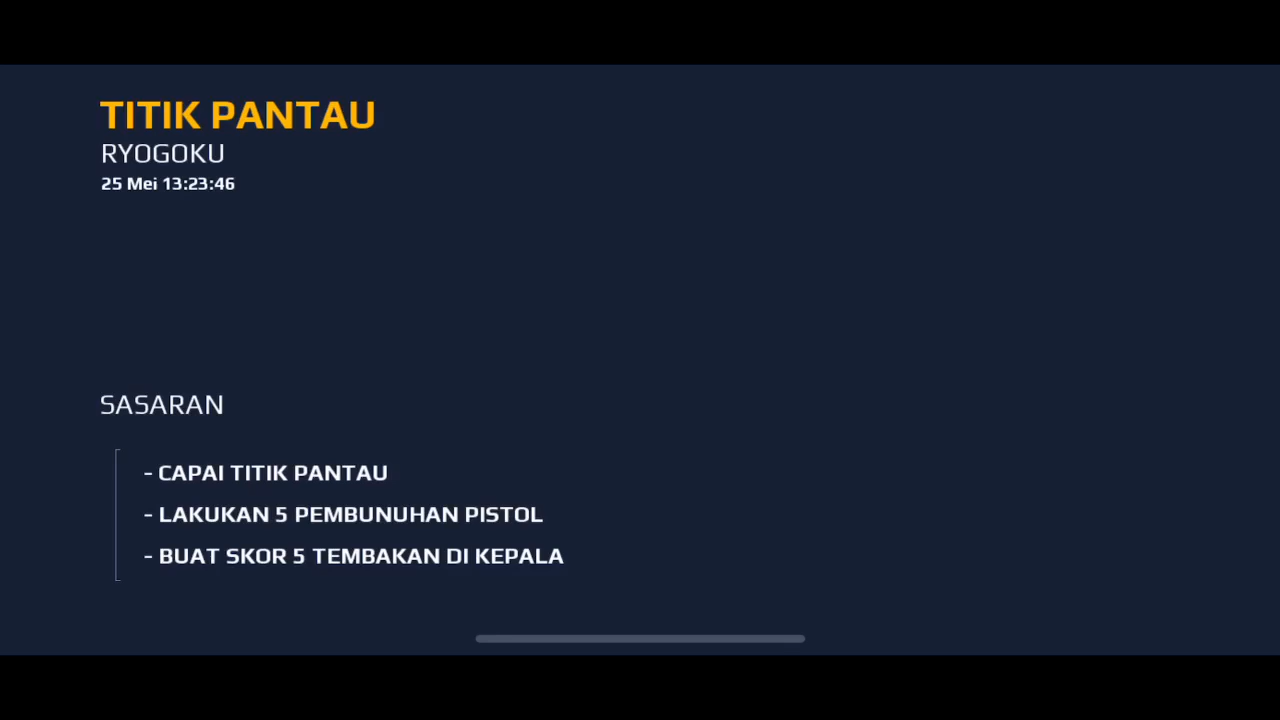 TITIK PANTAU
RYOGOKU
25 Mei 13:23:46
SASARAN
- CAPAI TITIK PANTAU
- LAKUKAN 5 PEMBUNUHAN PISTOL
- BUAT SKOR 5 TEMBAKAN DI KEPALA